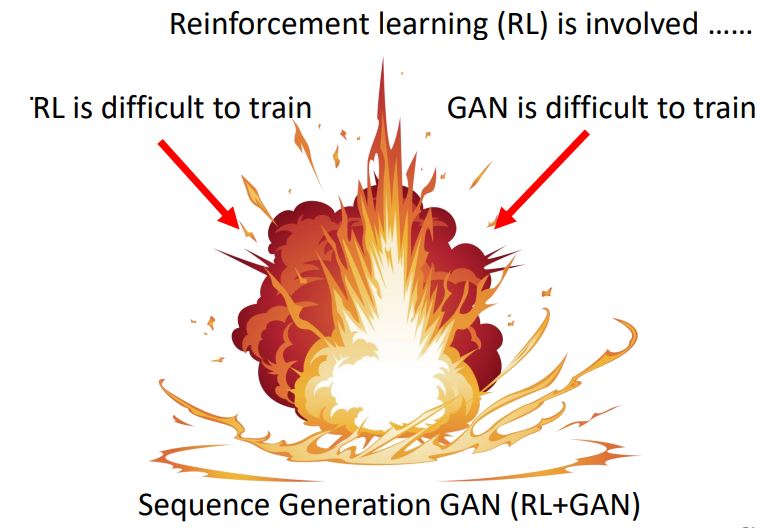 Reinforcement learning (RL) is involved ……
RL is difficult to train
GAN is difficult to train
Sequence Generation GAN (RL+GAN)